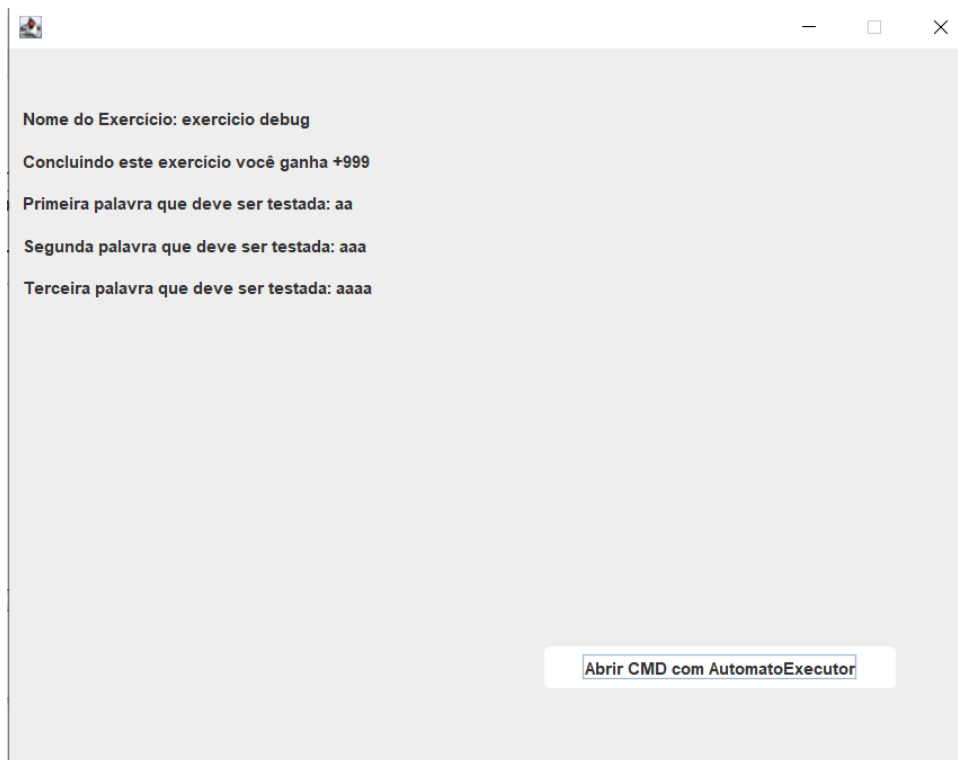 Nome do Exercício: exercicio debug
Concluindo este exercício você ganha +999
Primeira palavra que deve ser testada: aa
Segunda palavra que deve ser testada: aaa
Terceira palavra que deve ser testada: aaaa
Abrir CMD com AutomatoExecutor